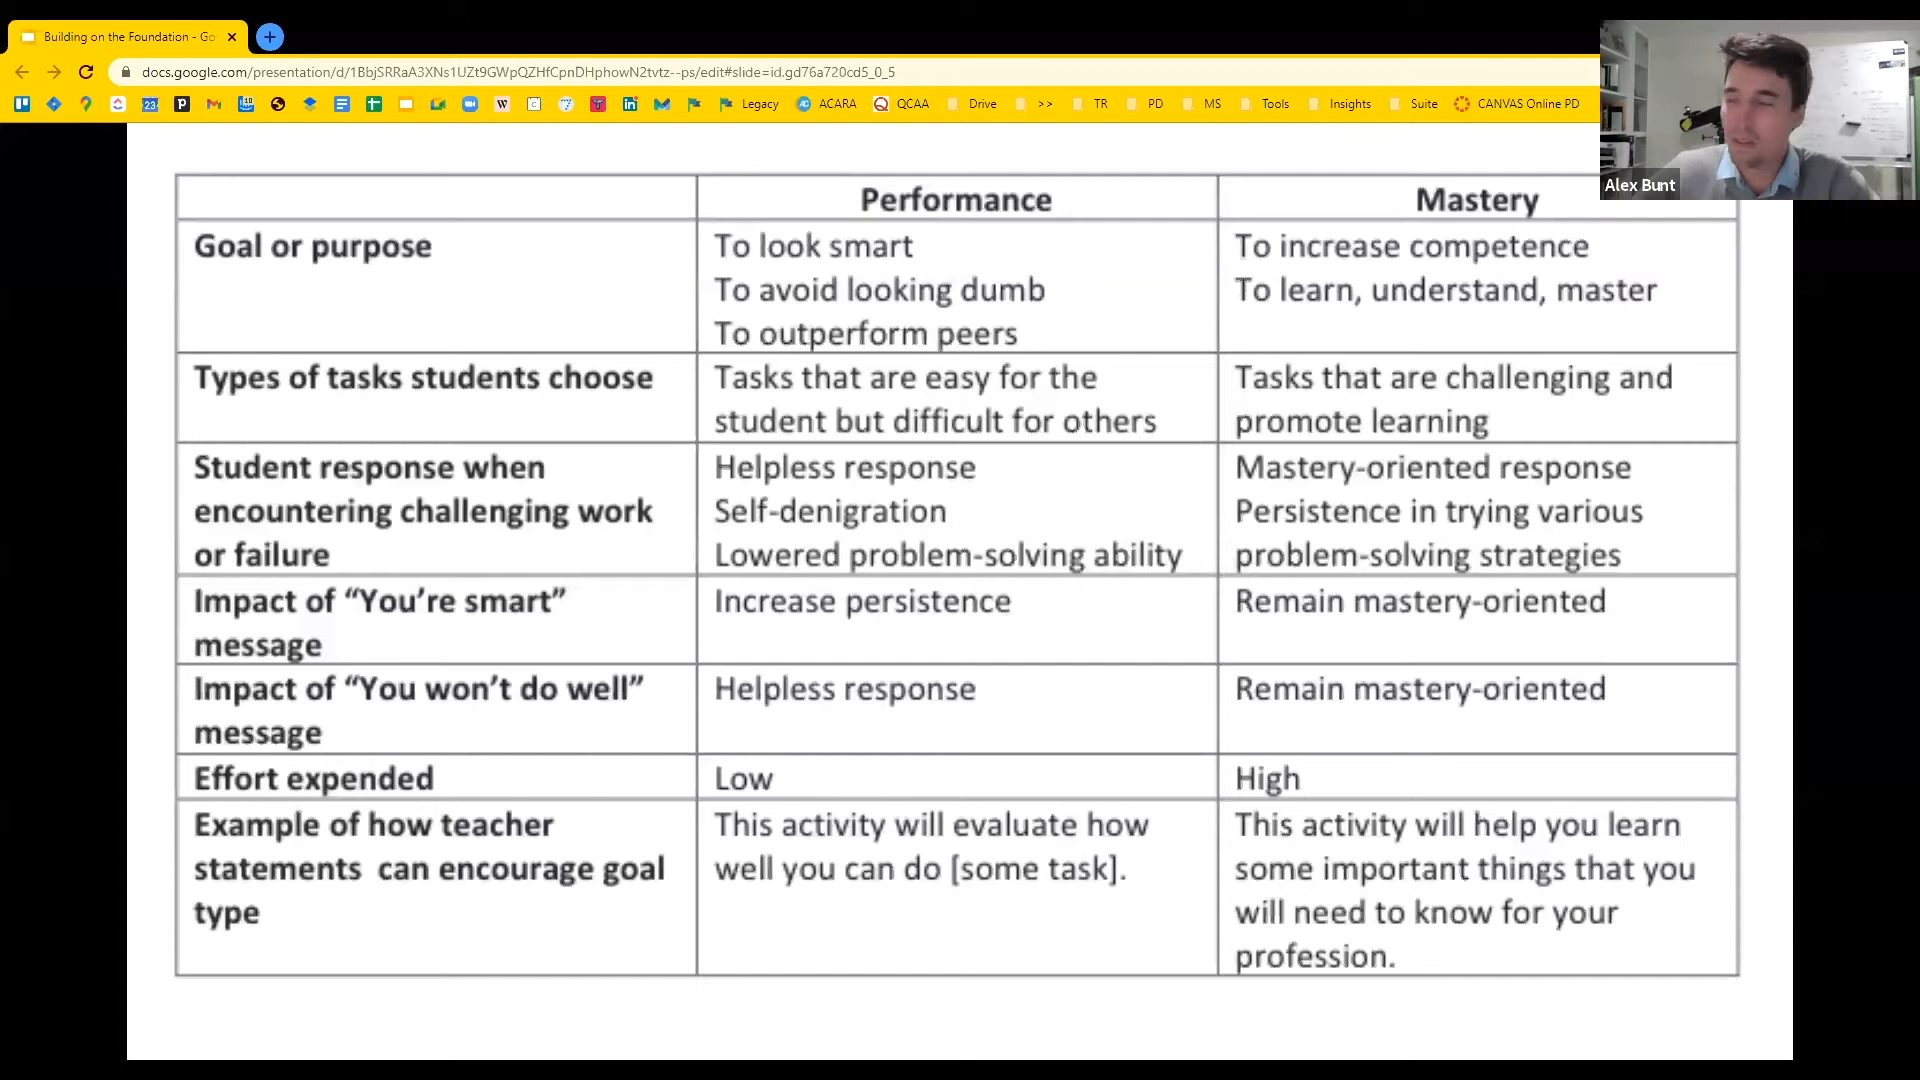 Building on the Foundation - Go
docs.google.com/presentation/d/1BbjSRRaA3XNs1UZt9GWpQZHfCpnDHphowN2tvtz--ps/edit#slide=id.gd76a720cd5_0_5
Legacy ACARA QCAA Drive >> TR PD MS Tools Insights Suite CANVAS Online PD
Alex Bunt
Performance Mastery
Goal or purpose
To look smart
To avoid looking dumb
To outperform peers
To increase competence
To learn, understand, master
Types of tasks students choose
Tasks that are easy for the
student but difficult for others
Tasks that are challenging and
promote learning
Student response when
encountering challenging work
or failure
Helpless response
Self-denigration
Lowered problem-solving ability
Mastery-oriented response
Persistence in trying various
problem-solving strategies
Impact of “You’re smart”
message
Increase persistence
Remain mastery-oriented
Impact of “You won’t do well”
message
Helpless response
Remain mastery-oriented
Effort expended
Low
High
Example of how teacher
statements can encourage goal
type
This activity will evaluate how
well you can do [some task].
This activity will help you learn
some important things that you
will need to know for your
profession.